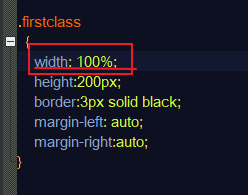 .firstclass
{
width: 100%;
height:200px;
border:3px solid black;
margin-left: auto;
margin-right:auto;
}